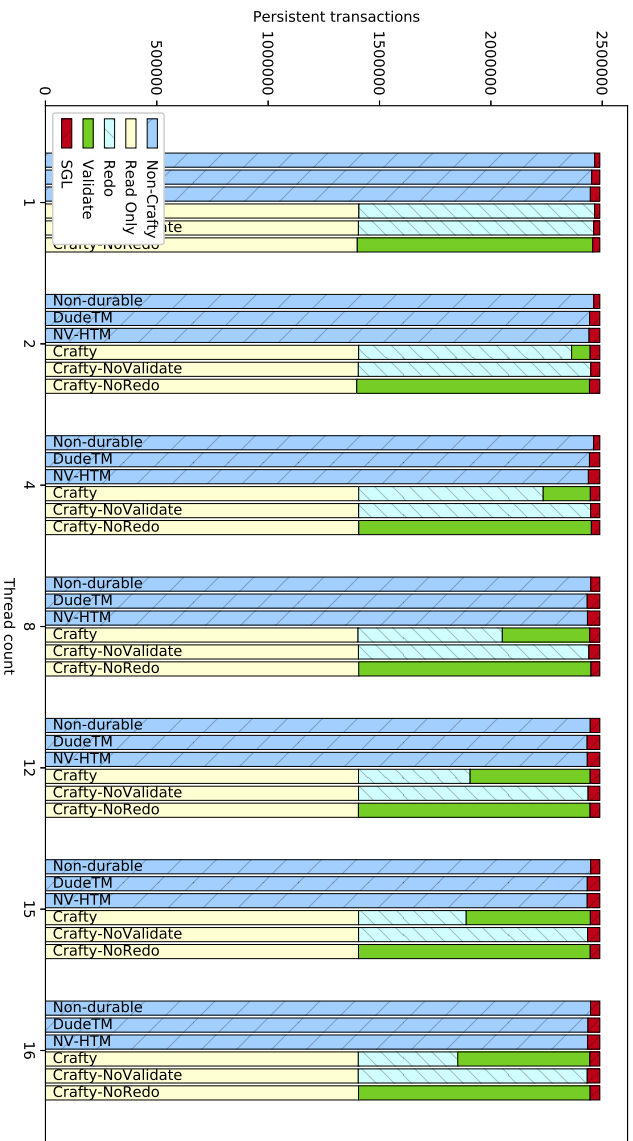 Persistent transactions
0
500000
1000000
1500000
2000000
2500000
Non-Crafty
Read Only
Redo
Validate
SGL
Crafty-NoRedo
Non-durable
DudeTM
NV-HTM
Crafty
Crafty-NoValidate
Crafty-NoRedo
Non-durable
DudeTM
NV-HTM
Crafty
Crafty-NoValidate
Crafty-NoRedo
Non-durable
DudeTM
NV-HTM
Crafty
Crafty-NoValidate
Crafty-NoRedo
Non-durable
DudeTM
NV-HTM
Crafty
Crafty-NoValidate
Crafty-NoRedo
Non-durable
DudeTM
NV-HTM
Crafty
Crafty-NoValidate
Crafty-NoRedo
Non-durable
DudeTM
NV-HTM
Crafty
Crafty-NoValidate
Crafty-NoRedo
1
2
4
8
12
15
16
Thread count